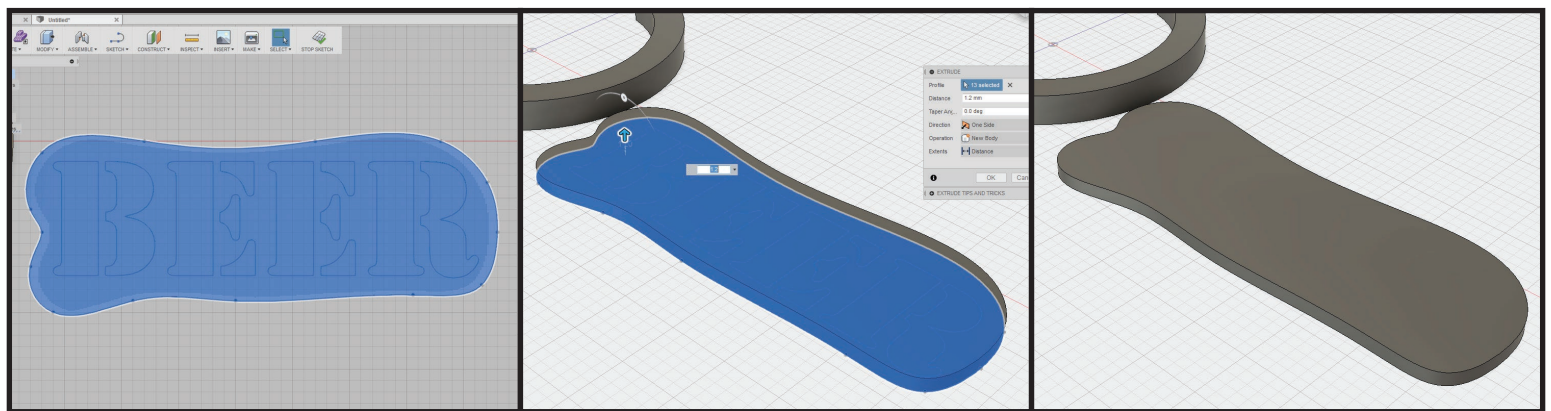 Untitled*
MODIFY
ASSEMBLE
SKETCH
CONSTRUCT
INSPECT
INSERT
MAKE
SELECT
STOP SKETCH
BEER
EXTRUDE
Profile 13 selected
Distance 1.2 mm
Taper Ang... 0.0 deg
Direction One Side
Operation New Body
Extents Distance
OK Can
EXTRUDE TIPS AND TRICKS